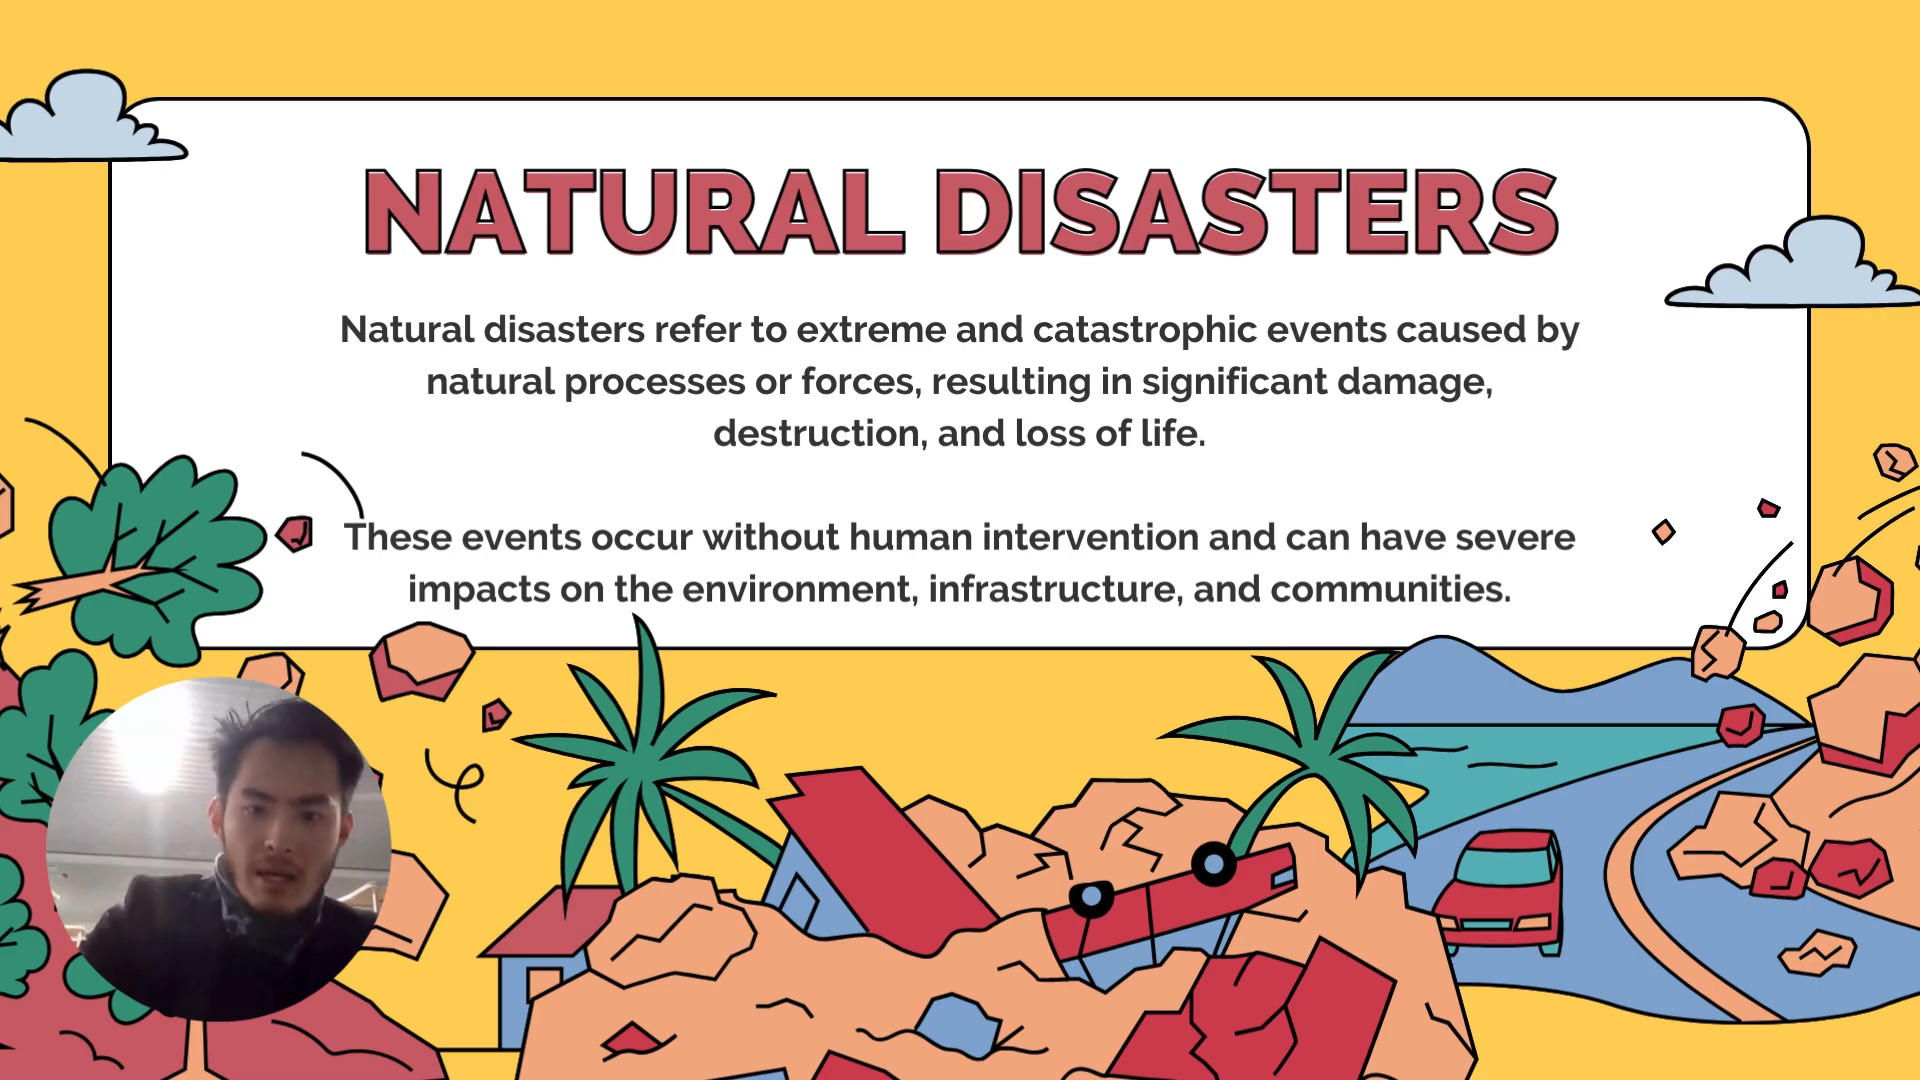 NATURAL DISASTERS
Natural disasters refer to extreme and catastrophic events caused by
natural processes or forces, resulting in significant damage,
destruction, and loss of life.
These events occur without human intervention and can have severe
impacts on the environment, infrastructure, and communities.